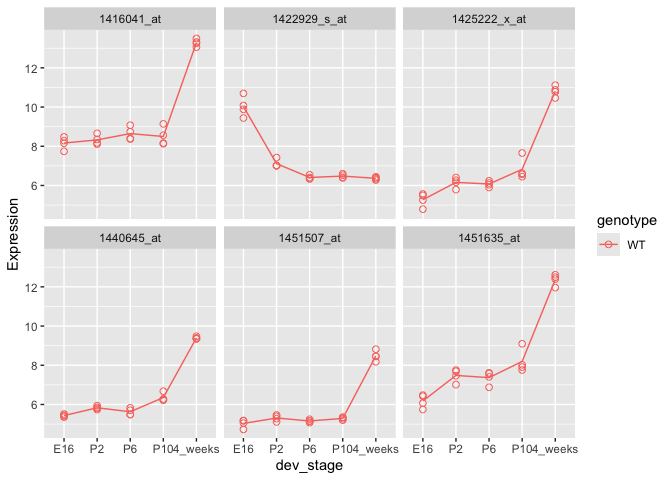 1416041_at 1422929_s_at 1425222_x_at
12
10
8
6
Expression
1440645_at 1451507_at 1451635_at
12
10
8
6
E16 P2 P6 P10 4_weeks E16 P2 P6 P10 4_weeks E16 P2 P6 P10 4_weeks
dev_stage
genotype
WT